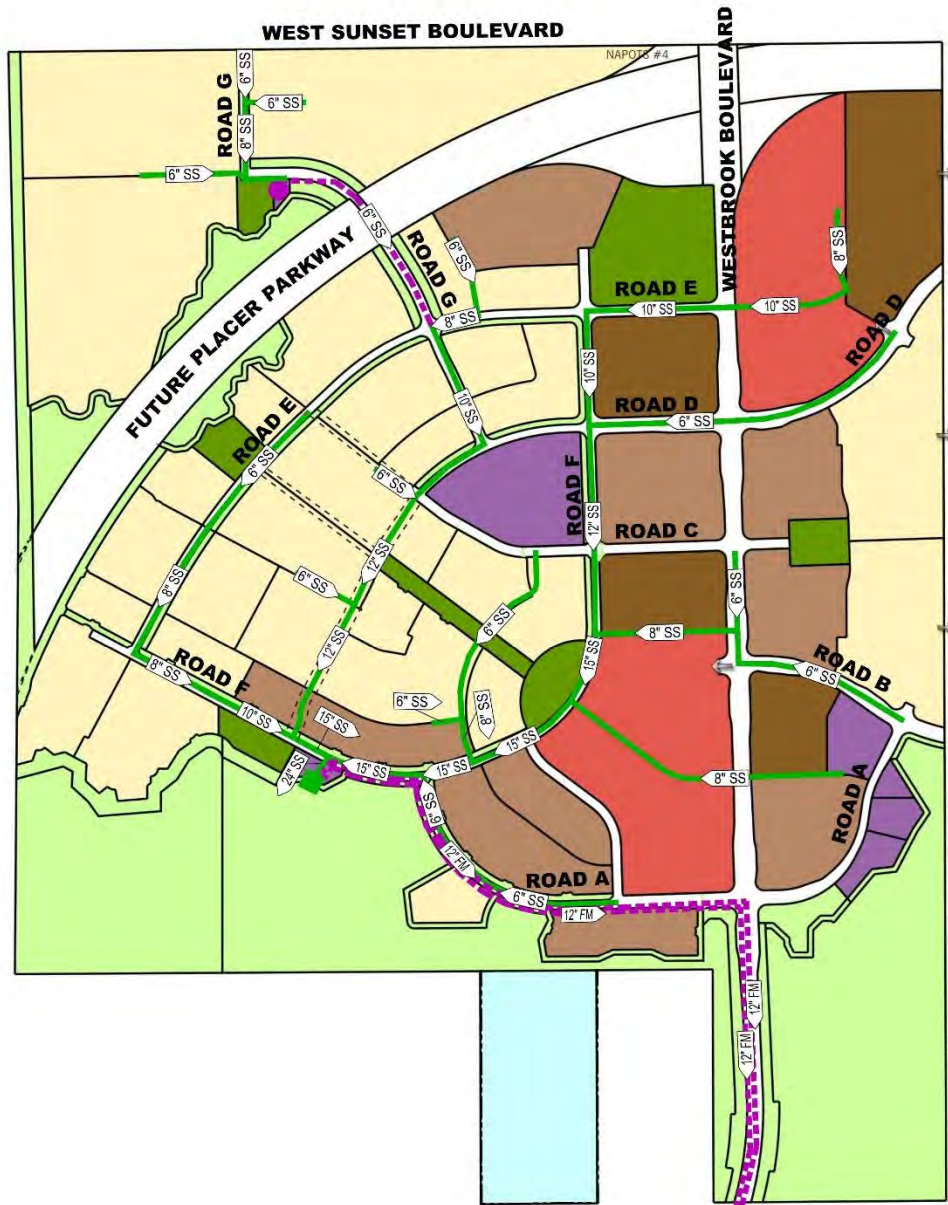 WEST SUNSET BOULEVARD
NAPOTS #4
WESTBROOK BOULEVARD
ROAD G
6" SS
6" SS
8" SS
6" SS
6" SS
ROAD G
6" SS
8" SS
FUTURE PLACER PARKWAY
8" SS
ROAD E
10" SS
10" SS
10" SS
ROAD D
10" SS
ROAD D
6" SS
ROAD E
6" SS
6" SS
ROAD F
12" SS
12" SS
ROAD C
8" SS
6" SS
12" SS
6" SS
6" SS
8" SS
15" SS
ROAD B
6" SS
8" SS
ROAD F
10" SS
15" SS
6" SS
8" SS
15" SS
24" SS
15" SS
15" SS
8" SS
ROAD A
6" SS
12" FM
6" SS
ROAD A
12" FM
12" FM
12" FM